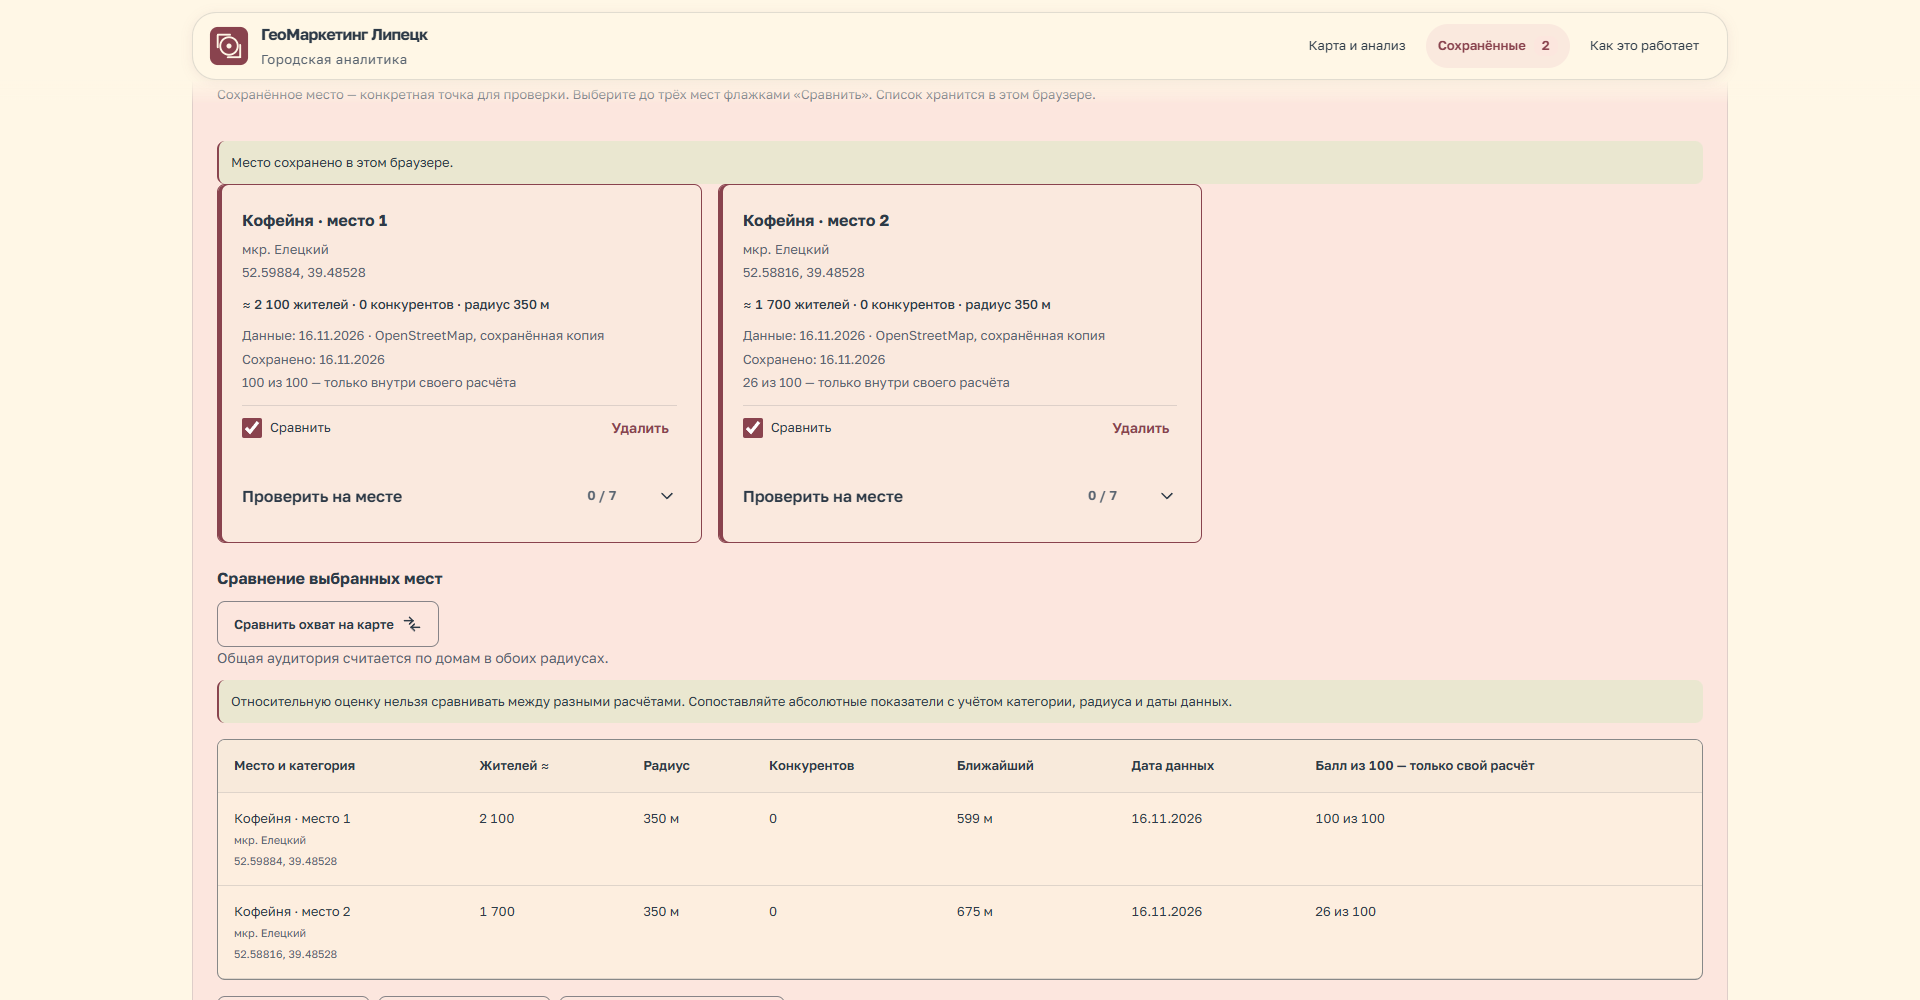 ГеоМаркетинг Липецк
Городская аналитика
Карта и анализ
Сохранённые 2
Как это работает
Сохранённое место — конкретная точка для проверки. Выберите до трёх мест флажками «Сравнить». Список хранится в этом браузере.
Место сохранено в этом браузере.
Кофейня · место 1
мкр. Елецкий
52.59884, 39.48528
≈ 2 100 жителей · 0 конкурентов · радиус 350 м
Данные: 16.11.2026 · OpenStreetMap, сохранённая копия
Сохранено: 16.11.2026
100 из 100 — только внутри своего расчёта
Сравнить
Удалить
Проверить на месте
0 / 7
Кофейня · место 2
мкр. Елецкий
52.58816, 39.48528
≈ 1 700 жителей · 0 конкурентов · радиус 350 м
Данные: 16.11.2026 · OpenStreetMap, сохранённая копия
Сохранено: 16.11.2026
26 из 100 — только внутри своего расчёта
Сравнить
Удалить
Проверить на месте
0 / 7
Сравнение выбранных мест
Сравнить охват на карте
Общая аудитория считается по домам в обоих радиусах.
Относительную оценку нельзя сравнивать между разными расчётами. Сопоставляйте абсолютные показатели с учётом категории, радиуса и даты данных.
Место и категория Жителей ≈ Радиус Конкурентов Ближайший Дата данных Балл из 100 — только свой расчёт
Кофейня · место 1 2 100 350 м 0 599 м 16.11.2026 100 из 100
мкр. Елецкий
52.59884, 39.48528
Кофейня · место 2 1 700 350 м 0 675 м 16.11.2026 26 из 100
мкр. Елецкий
52.58816, 39.48528